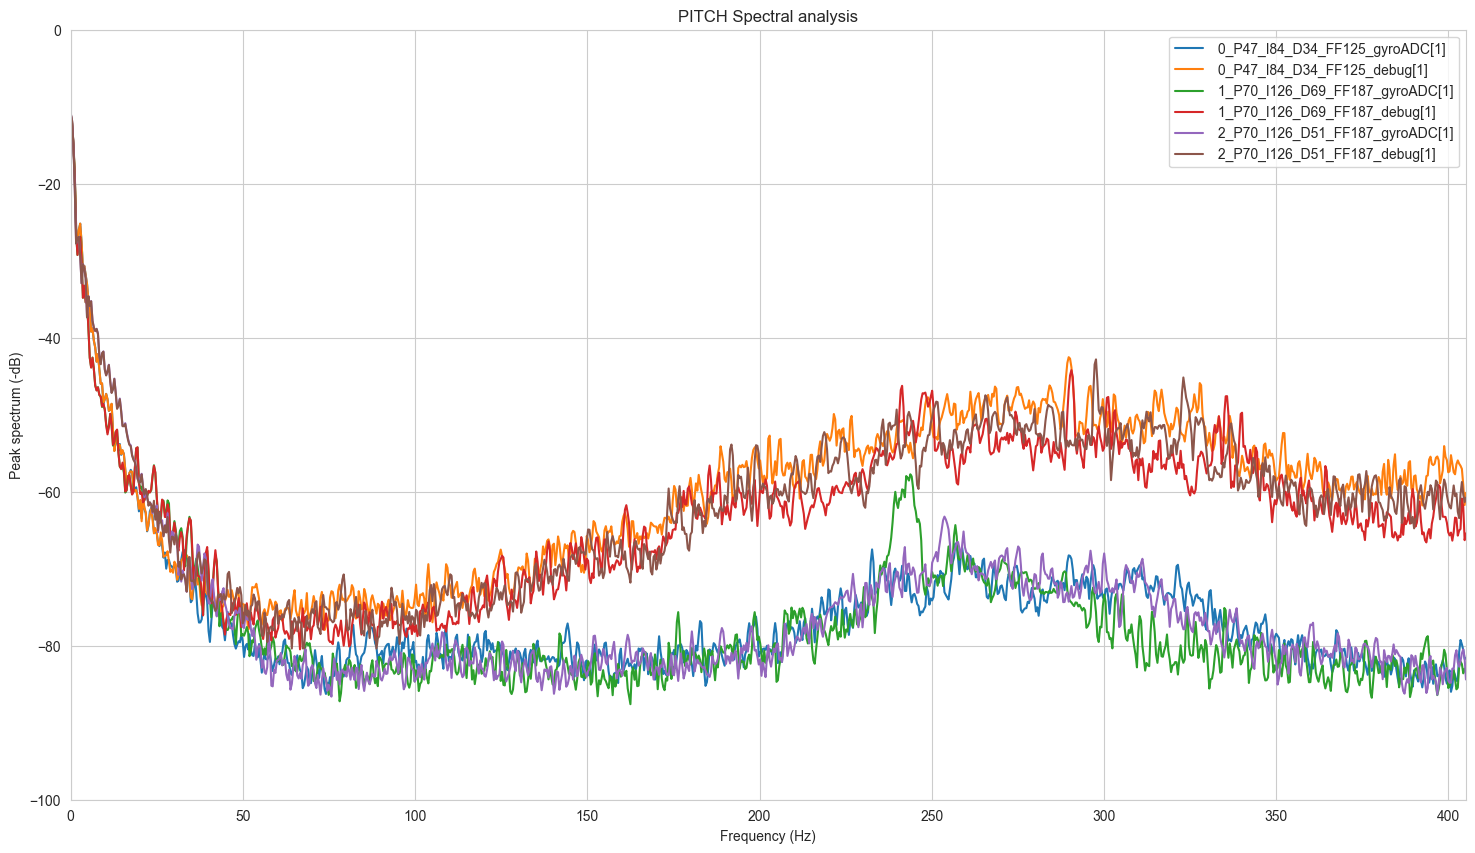 PITCH Spectral analysis
0_P47_I84_D34_FF125_gyroADC[1]
0_P47_I84_D34_FF125_debug[1]
1_P70_I126_D69_FF187_gyroADC[1]
1_P70_I126_D69_FF187_debug[1]
2_P70_I126_D51_FF187_gyroADC[1]
2_P70_I126_D51_FF187_debug[1]
Peak spectrum (-dB)
0
−20
−40
−60
−80
−100
0 50 100 150 200 250 300 350 400
Frequency (Hz)